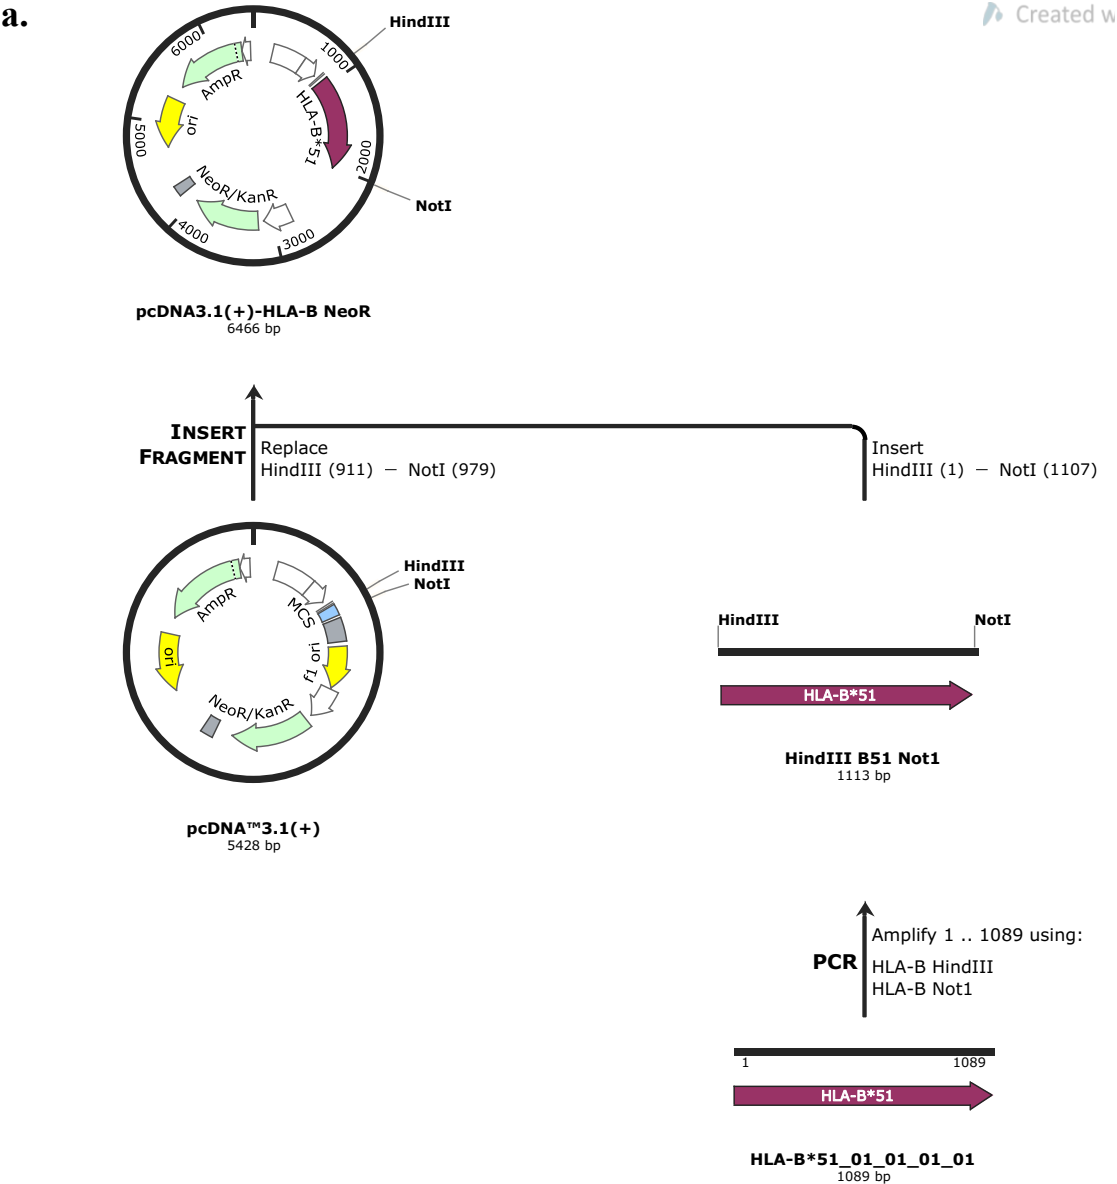 a.
Created w
HindIII
6000
1000
AmpR
HLA-B*51
ori
5000
2000
NeoR/KanR
NotI
4000
3000
pcDNA3.1(+)-HLA-B NeoR
6466 bp
INSERT
FRAGMENT
Replace
HindIII (911) – NotI (979)
Insert
HindIII (1) – NotI (1107)
HindIII
NotI
AmpR
MCS
ori
f1 ori
NeoR/KanR
pcDNA™3.1(+)
5428 bp
HindIII
NotI
HLA-B*51
HindIII B51 Not1
1113 bp
PCR
Amplify 1 .. 1089 using:
HLA-B HindIII
HLA-B Not1
1
1089
HLA-B*51
HLA-B*51_01_01_01_01
1089 bp